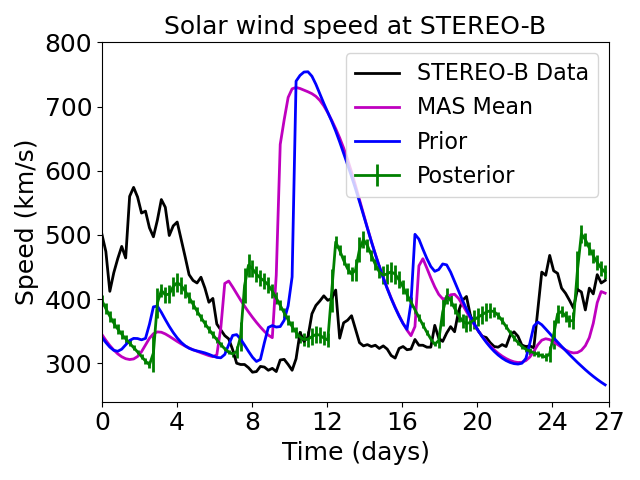 Solar wind speed at STEREO-B
800
700
600
500
400
300
Speed (km/s)
STEREO-B Data
MAS Mean
Prior
Posterior
0 4 8 12 16 20 24 27
Time (days)